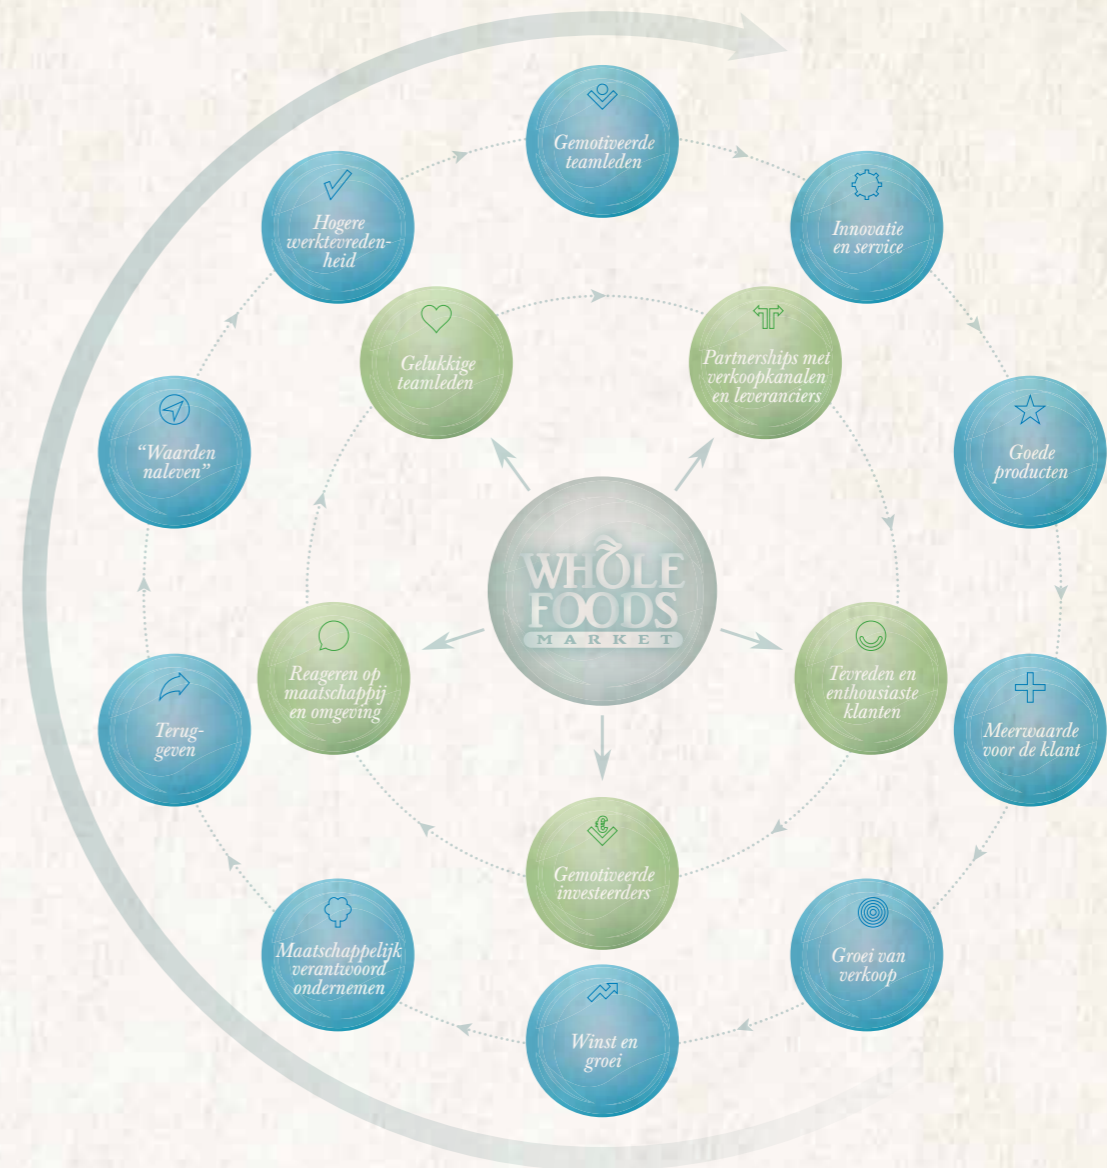 Gemotiveerde
teamleden
Hogere
werktevreden-
heid
Innovatie
en service
Gelukkige
teamleden
Partnerships met
verkoopkanalen
en leveranciers
“Waarden
naleven”
Goede
producten
WHOLE
FOODS
MARKET
Reageren op
maatschappij
en omgeving
Tevreden en
enthousiaste
klanten
Terug-
geven
Meerwaarde
voor de klant
Gemotiveerde
investeerders
Maatschappelijk
verantwoord
ondernemen
Groei van
verkoop
Winst en
groei